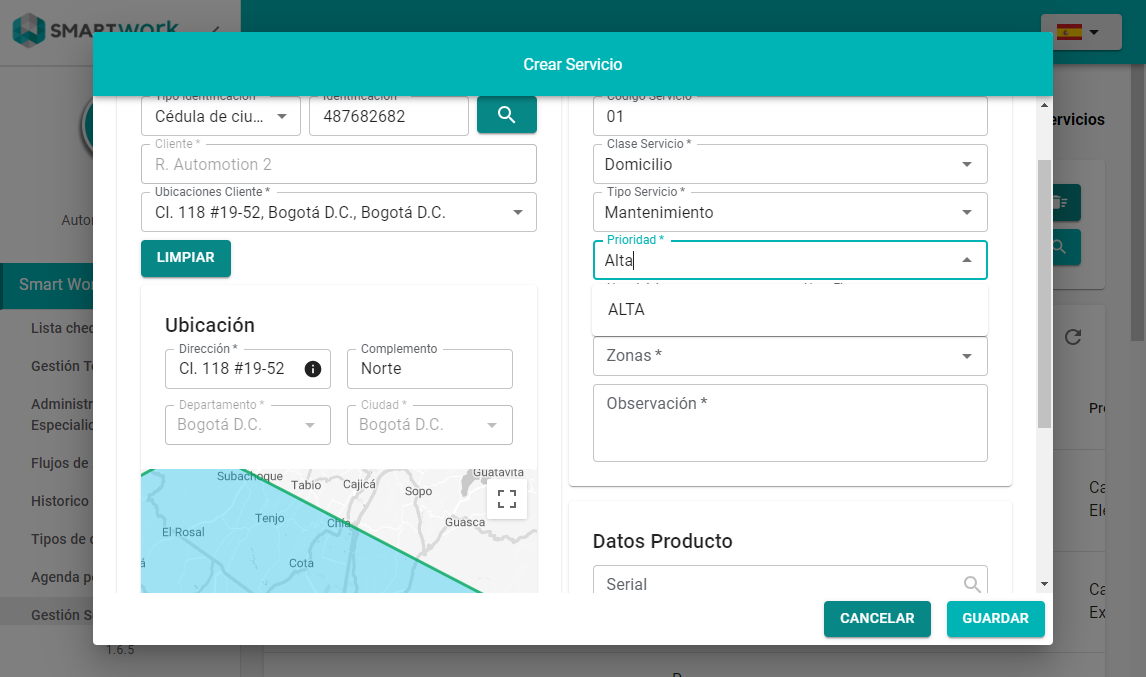 SMARTWORK
Crear Servicio
Tipo Identificación
Identificación
Cédula de ciu...
487682682
Cliente *
R. Automotion 2
Ubicaciones Cliente *
Cl. 118 #19-52, Bogotá D.C., Bogotá D.C.
LIMPIAR
Ubicación
Dirección *
Cl. 118 #19-52
Complemento
Norte
Departamento *
Bogotá D.C.
Ciudad *
Bogotá D.C.
Subachoque
Tabio
Cajicá
Sopo
Guatavita
El Rosal
Tenjo
Chía
Guasca
Cota
Código Servicio
01
Clase Servicio *
Domicilio
Tipo Servicio *
Mantenimiento
Prioridad *
Alta
ALTA
Zonas *
Observación *
Datos Producto
Serial
CANCELAR
GUARDAR
ervicios
Autor
Smart Wo
Lista chec
Gestión T
Administr
Especialic
Flujos de
Historico
Tipos de
Agenda p
Gestión S
1.6.5
Pr
Ca
Ele
Ca
Ex